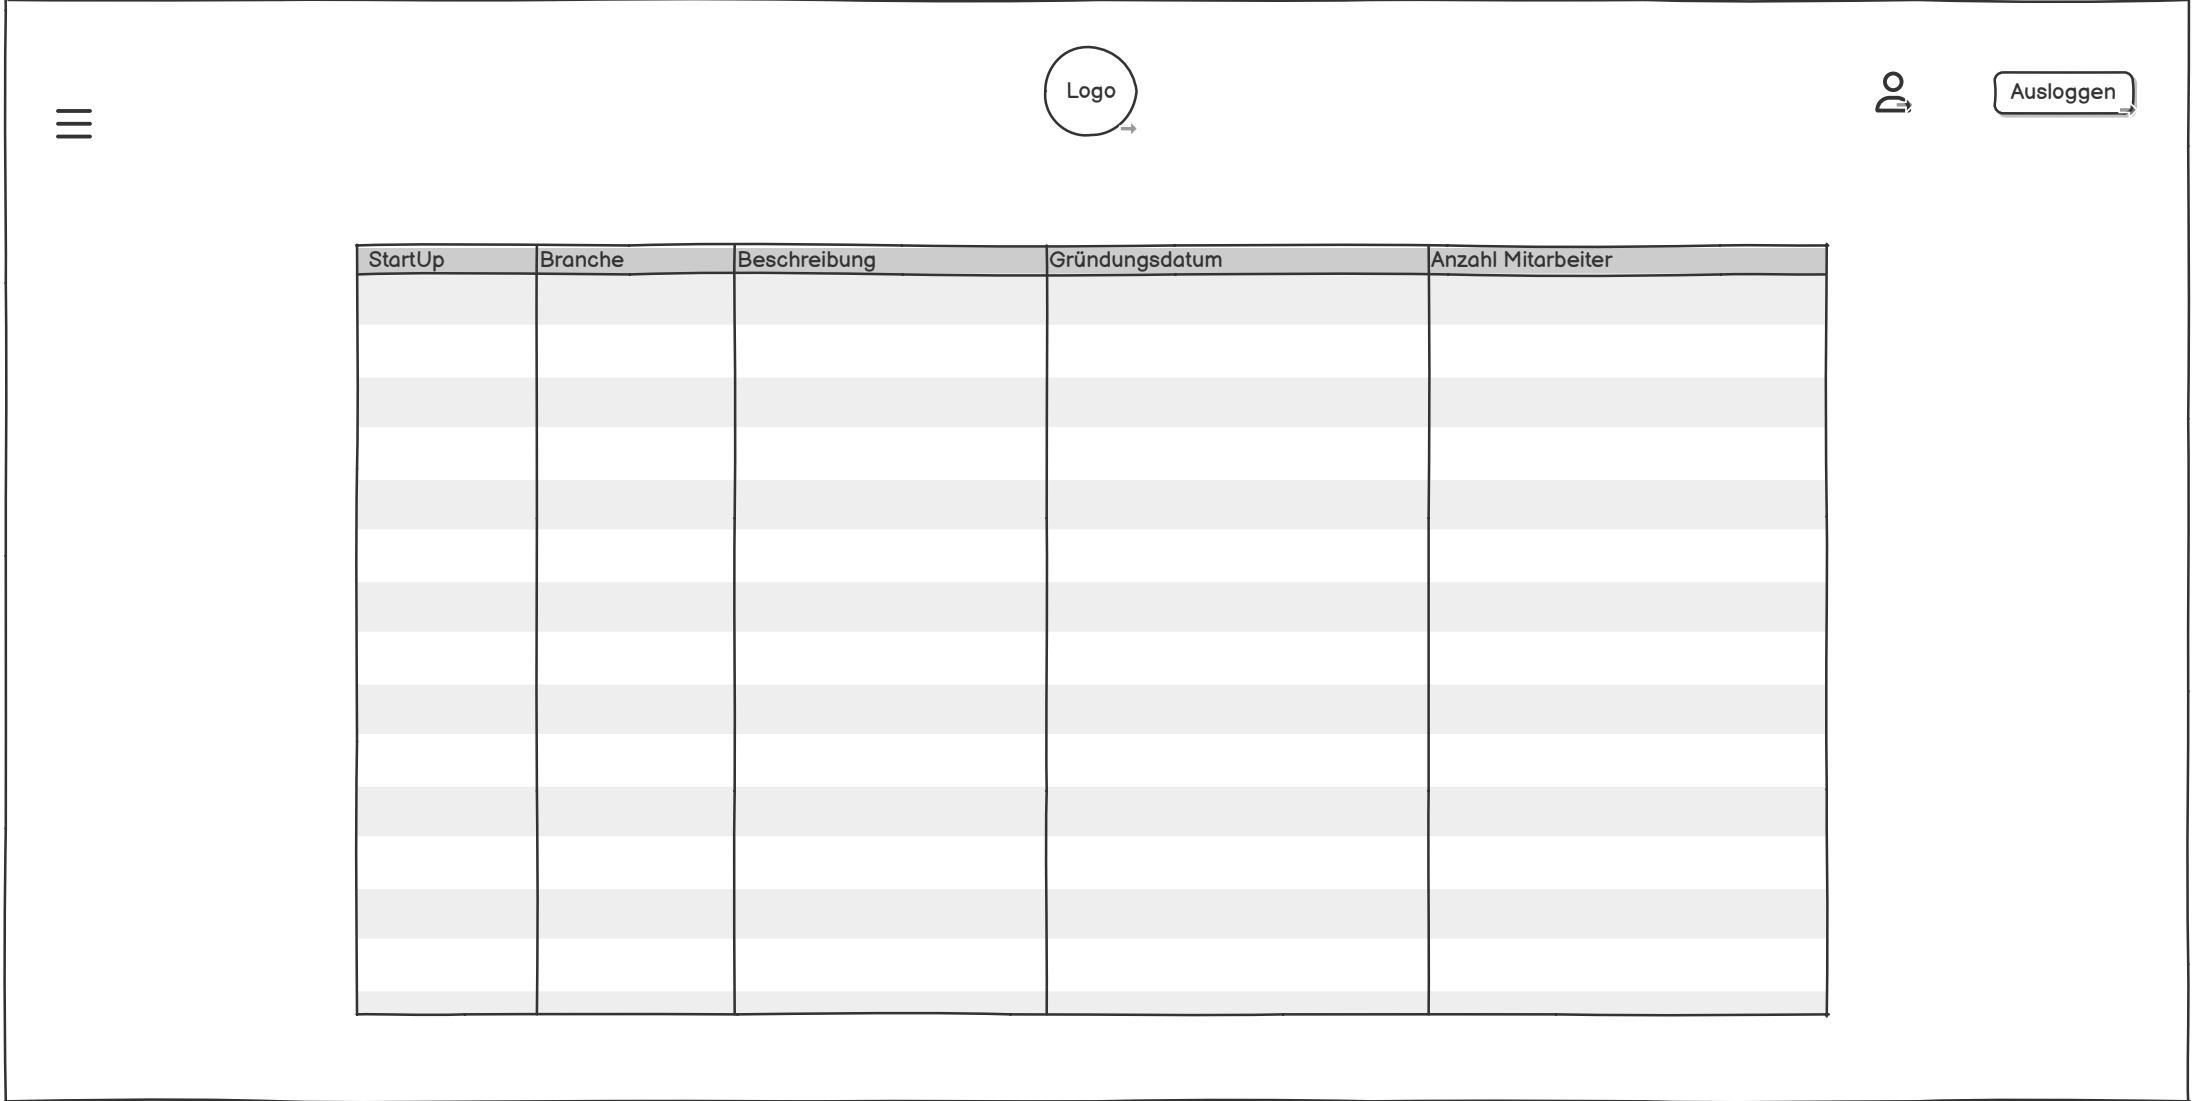 Logo
Ausloggen
StartUp Branche Beschreibung Gründungsdatum Anzahl Mitarbeiter